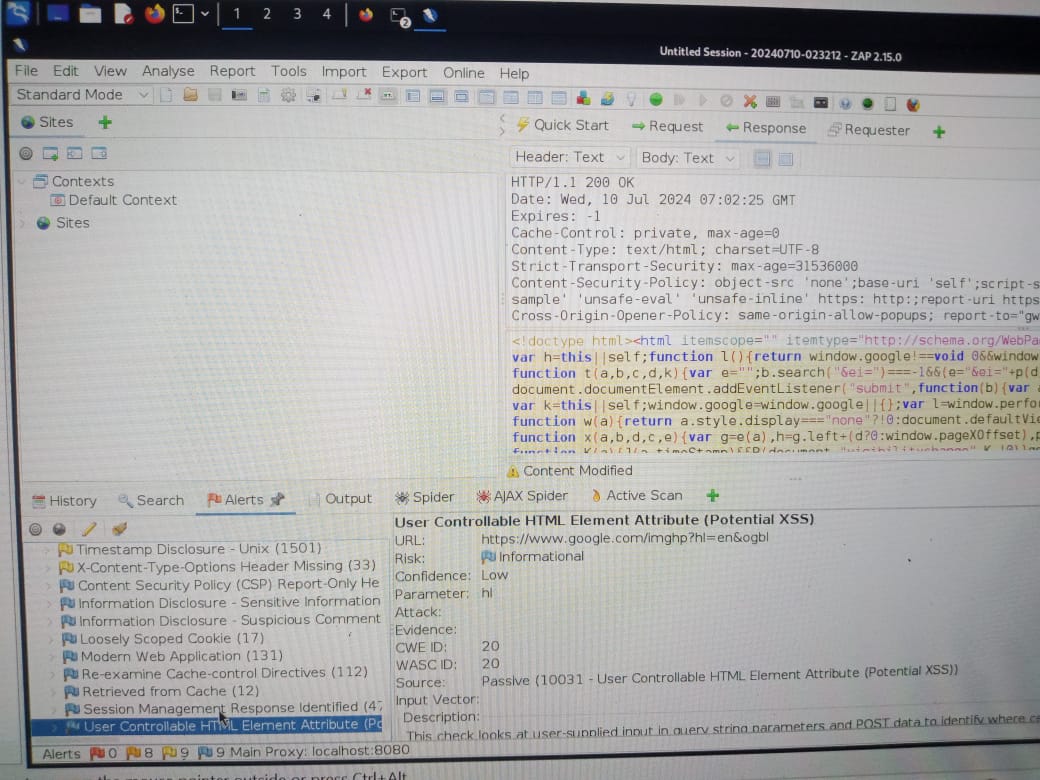 1 2 3 4
2
Untitled Session - 20240710-023212 - ZAP 2.15.0
File Edit View Analyse Report Tools Import Export Online Help
Standard Mode
Sites
Quick Start Request Response Requester
Header: Text Body: Text
Contexts
Default Context
Sites
HTTP/1.1 200 OK
Date: Wed, 10 Jul 2024 07:02:25 GMT
Expires: -1
Cache-Control: private, max-age=0
Content-Type: text/html; charset=UTF-8
Strict-Transport-Security: max-age=31536000
Content-Security-Policy: object-src 'none';base-uri 'self';script-s
sample' 'unsafe-eval' 'unsafe-inline' https: http:;report-uri https
Cross-Origin-Opener-Policy: same-origin-allow-popups; report-to="gw
<!doctype html><html itemscope="" itemtype="http://schema.org/WebPa
var h=this||self;function l(){return window.google!==void 0&&window
function t(a,b,c,d,k){var e="";b.search("&ei=")===-1&&(e="&ei="+p(d
document.documentElement.addEventListener("submit",function(b){var
var k=this||self;window.google=window.google||{};var l=window.perfo
function w(a){return a.style.display==="none"?!0:document.defaultVi
function x(a,b,d,c,e){var g=e(a),h=g.left+(d?0:window.pageXOffset),p
Content Modified
History Search Alerts Output Spider AJAX Spider Active Scan
Timestamp Disclosure - Unix (1501)
X-Content-Type-Options Header Missing (33)
Content Security Policy (CSP) Report-Only He
Information Disclosure - Sensitive Information
Information Disclosure - Suspicious Comment
Loosely Scoped Cookie (17)
Modern Web Application (131)
Re-examine Cache-control Directives (112)
Retrieved from Cache (12)
Session Management Response Identified (47
User Controllable HTML Element Attribute (Po
User Controllable HTML Element Attribute (Potential XSS)
URL: https://www.google.com/imghp?hl=en&ogbl
Risk: Informational
Confidence: Low
Parameter: hl
Attack:
Evidence:
CWE ID: 20
WASC ID: 20
Source: Passive (10031 - User Controllable HTML Element Attribute (Potential XSS))
Input Vector:
Description:
This check looks at user-supplied input in query string parameters and POST data to identify where ce
Alerts 0 8 9 9 Main Proxy: localhost:8080
the mouse pointer outside or press Ctrl+Alt.